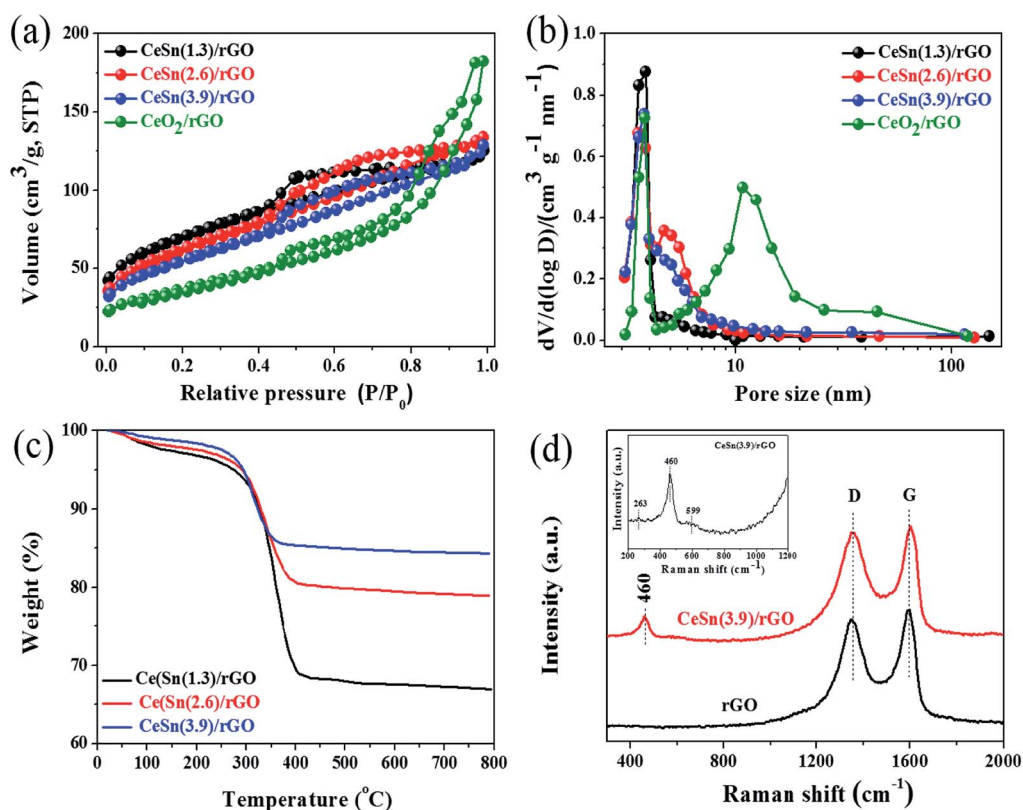 (a)
CeSn(1.3)/rGO
CeSn(2.6)/rGO
CeSn(3.9)/rGO
CeO2/rGO
Volume (cm³/g, STP)
200
150
100
50
0
0.0 0.2 0.4 0.6 0.8 1.0
Relative pressure (P/P0)
(b)
CeSn(1.3)/rGO
CeSn(2.6)/rGO
CeSn(3.9)/rGO
CeO2/rGO
dV/d(log D)/(cm³ g⁻¹ nm⁻¹)
1.0
0.8
0.6
0.4
0.2
0.0
10 100
Pore size (nm)
(c)
Weight (%)
100
90
80
70
60
Ce(Sn(1.3)/rGO
Ce(Sn(2.6)/rGO
CeSn(3.9)/rGO
0 100 200 300 400 500 600 700 800
Temperature (°C)
(d)
CeSn(3.9)/rGO
Intensity (a.u.)
263
460
599
200 400 600 800 1000 1200
Raman shift (cm⁻¹)
D
G
460
CeSn(3.9)/rGO
rGO
Intensity (a.u.)
400 800 1200 1600 2000
Raman shift (cm⁻¹)